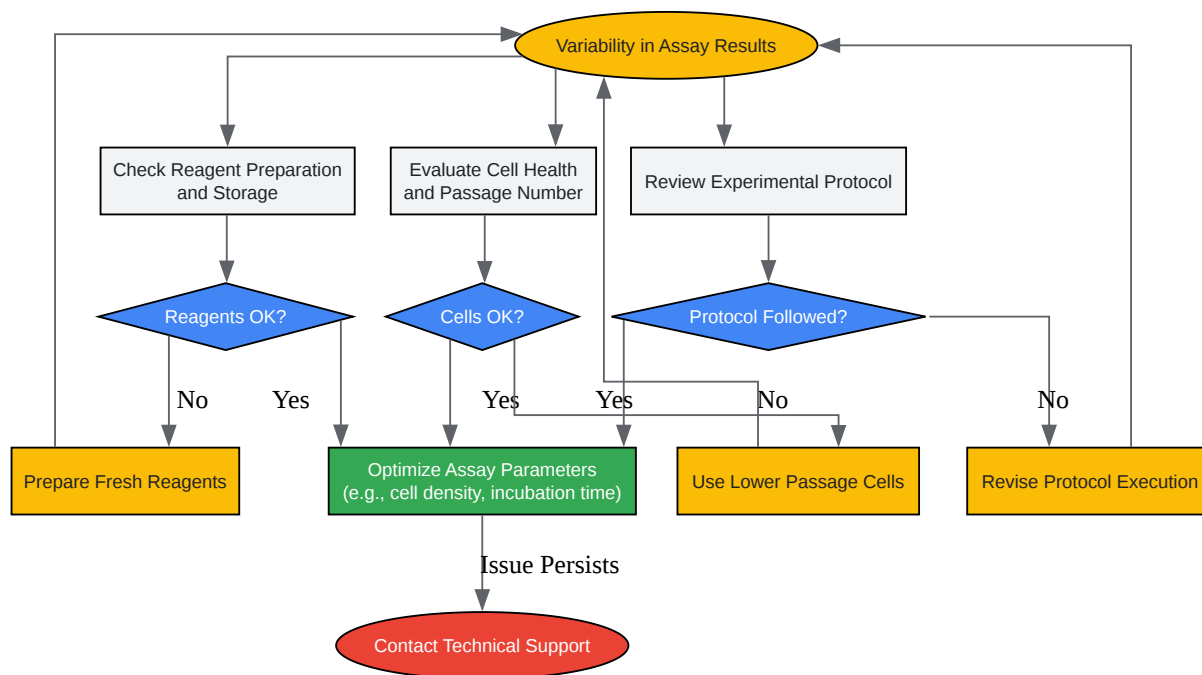 Variability in Assay Results
Check Reagent Preparation
and Storage
Evaluate Cell Health
and Passage Number
Review Experimental Protocol
Reagents OK?
Cells OK?
Protocol Followed?
No
Yes
Yes
Yes
No
No
Prepare Fresh Reagents
Optimize Assay Parameters
(e.g., cell density, incubation time)
Use Lower Passage Cells
Revise Protocol Execution
Issue Persists
Contact Technical Support